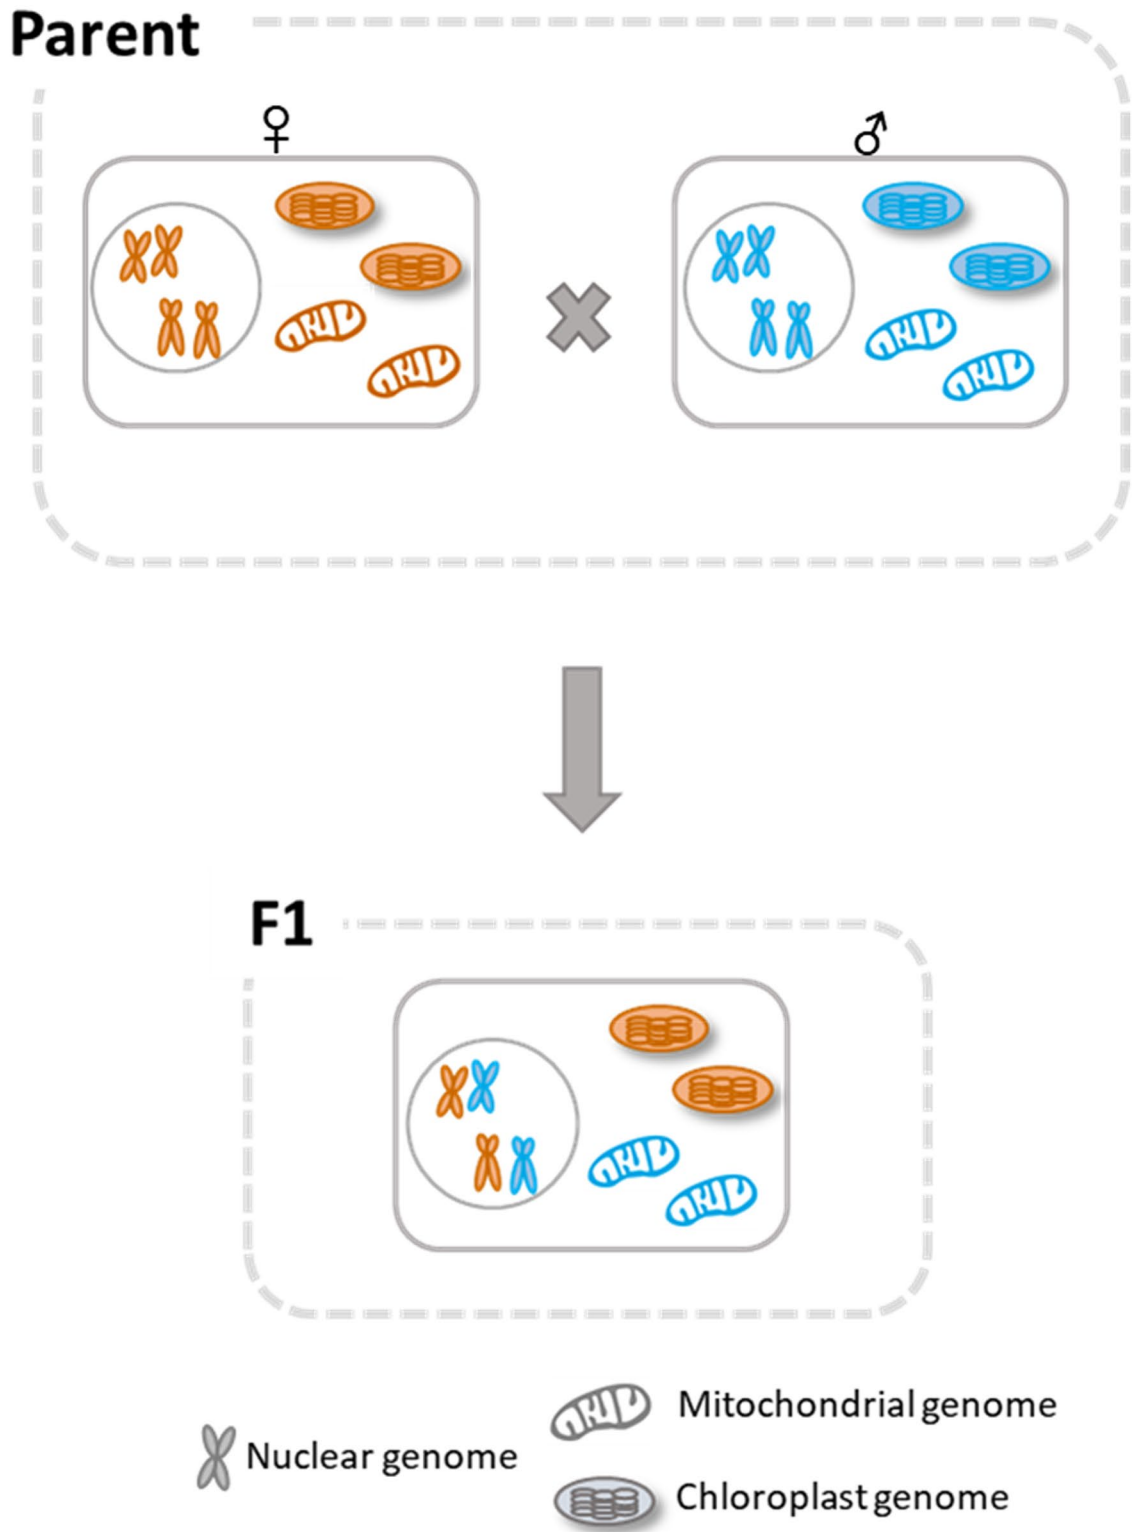 Parent
♀
♂
F1
Mitochondrial genome
Nuclear genome
Chloroplast genome